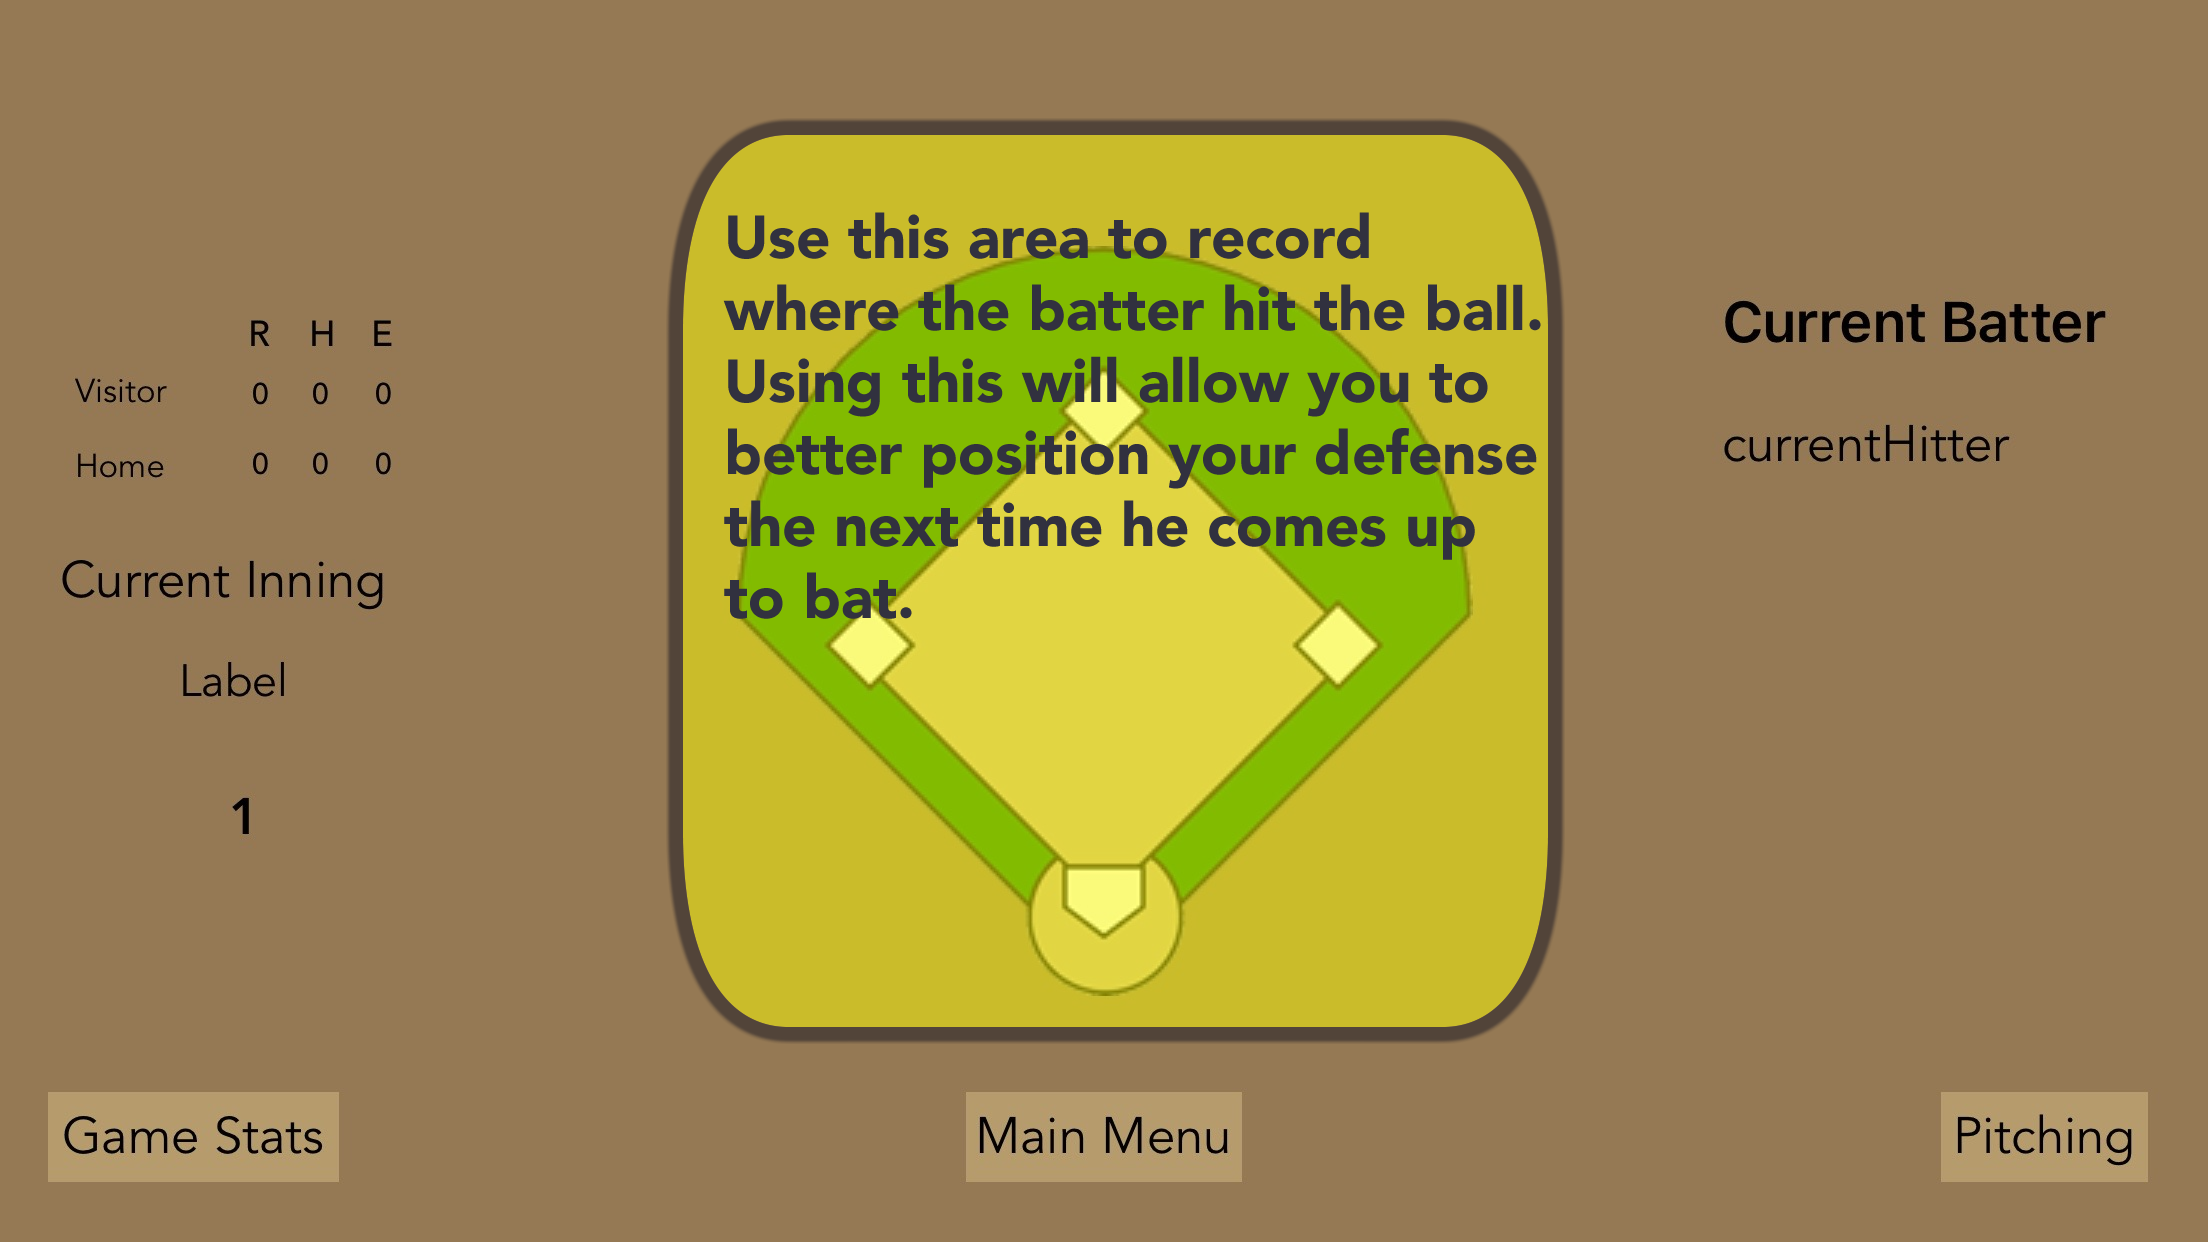 Use this area to record
where the batter hit the ball.
Using this will allow you to
better position your defense
the next time he comes up
to bat.
R H E
Visitor 0 0 0
Home 0 0 0
Current Inning
Label
1
Current Batter
currentHitter
Game Stats
Main Menu
Pitching